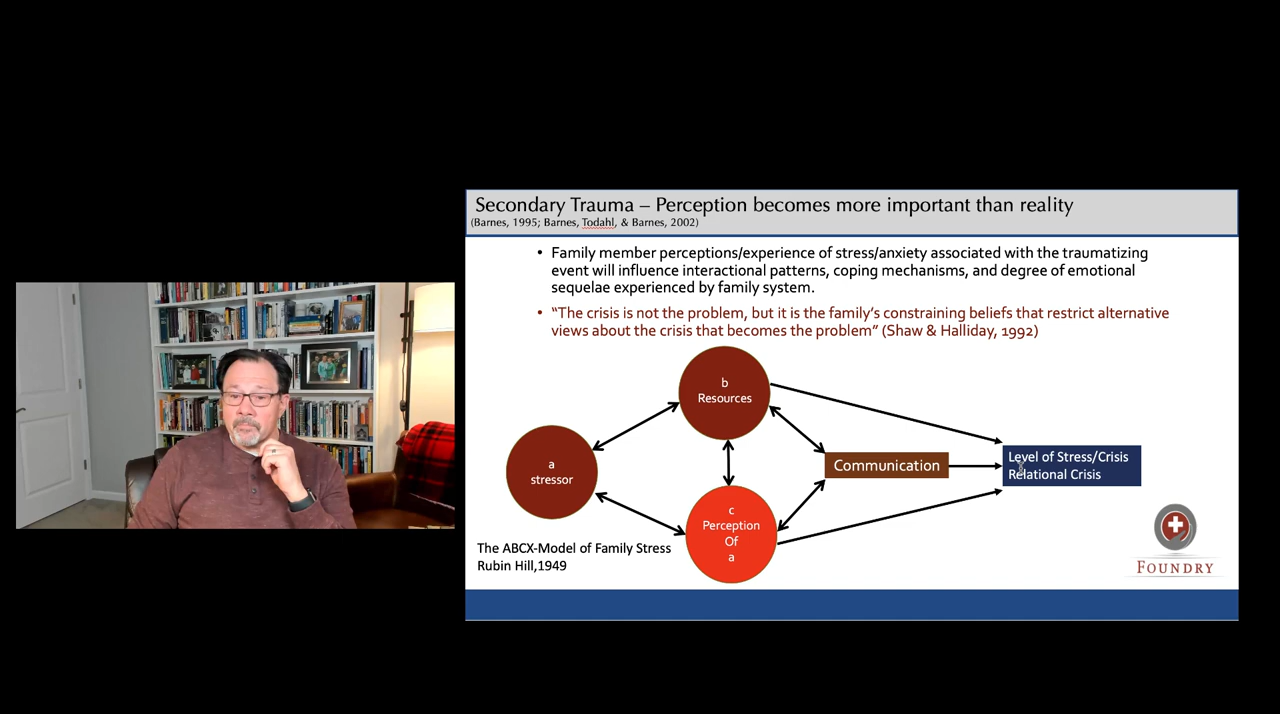 Secondary Trauma – Perception becomes more important than reality
(Barnes, 1995; Barnes, Todahl, & Barnes, 2002)
• Family member perceptions/experience of stress/anxiety associated with the traumatizing
event will influence interactional patterns, coping mechanisms, and degree of emotional
sequelae experienced by family system.
• “The crisis is not the problem, but it is the family’s constraining beliefs that restrict alternative
views about the crisis that becomes the problem” (Shaw & Halliday, 1992)
b
Resources
a
stressor
Communication
Level of Stress/Crisis
Relational Crisis
c
Perception
Of
a
The ABCX-Model of Family Stress
Rubin Hill,1949
FOUNDRY